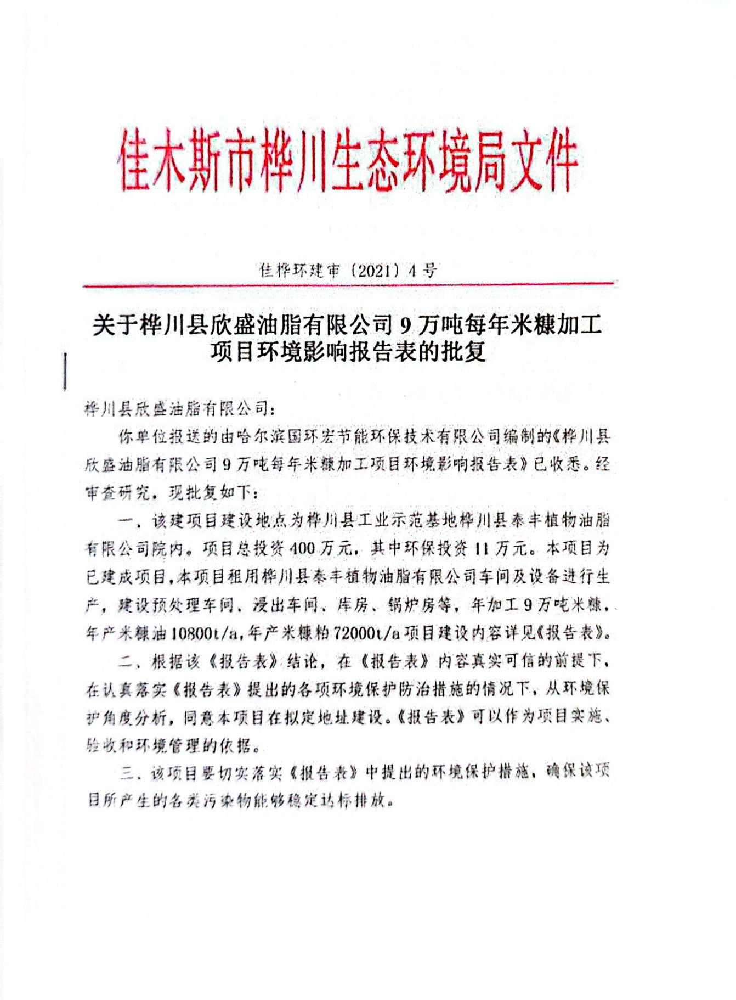 佳木斯市桦川生态环境局文件
佳桦环建审〔2021〕4号
关于桦川县欣盛油脂有限公司9万吨每年米糠加工
项目环境影响报告表的批复
桦川县欣盛油脂有限公司：
你单位报送的由哈尔滨国环宏节能环保技术有限公司编制的《桦川县
欣盛油脂有限公司9万吨每年米糠加工项目环境影响报告表》已收悉。经
审查研究，现批复如下：
一、该建项目建设地点为桦川县工业示范基地桦川县泰丰植物油脂
有限公司院内。项目总投资400万元，其中环保投资11万元。本项目为
已建成项目，本项目租用桦川县泰丰植物油脂有限公司车间及设备进行生
产，建设预处理车间、浸出车间、库房、锅炉房等，年加工9万吨米糠，
年产米糠油10800t/a，年产米糠粕72000t/a项目建设内容详见《报告表》。
二、根据该《报告表》结论，在《报告表》内容真实可信的前提下，
在认真落实《报告表》提出的各项环境保护防治措施的情况下，从环境保
护角度分析，同意本项目在拟定地址建设。《报告表》可以作为项目实施、
验收和环境管理的依据。
三、该项目要切实落实《报告表》中提出的环境保护措施，确保该项
目所产生的各类污染物能够稳定达标排放。